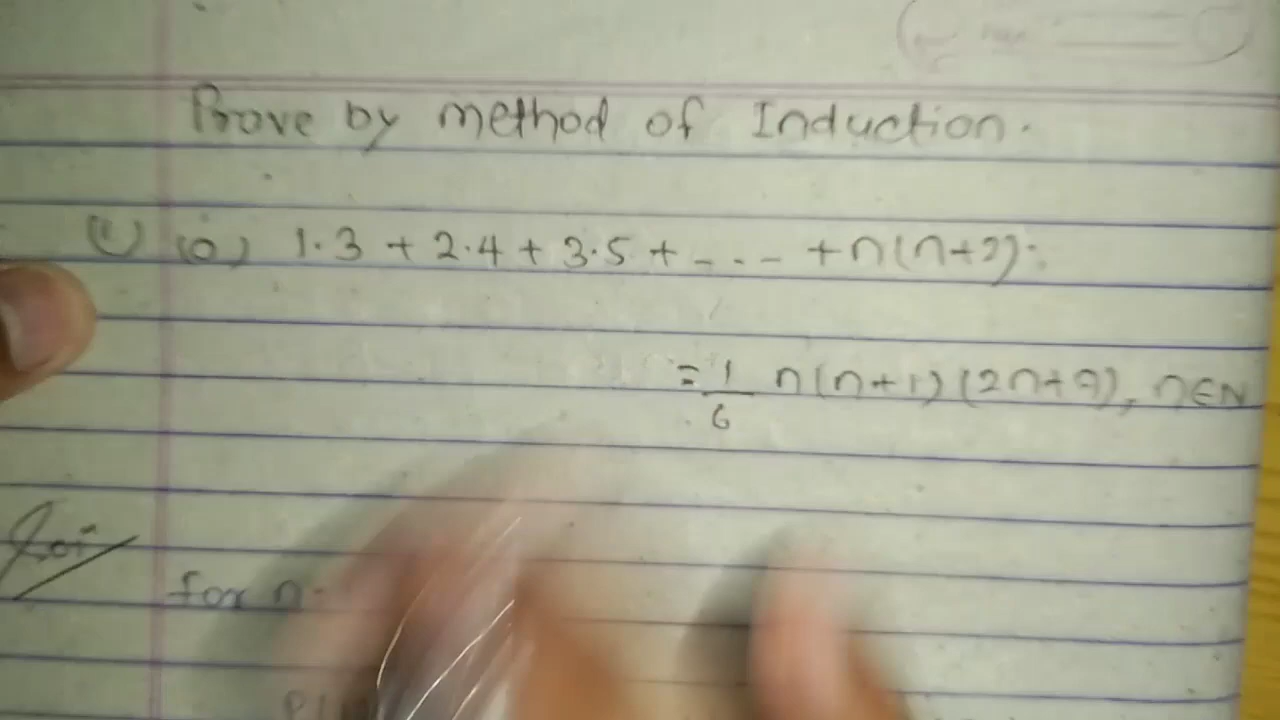 Prove by method of Induction.
(1) (a) 1.3 + 2.4 + 3.5 + - - - - + n(n+2)
= 1/6 n(n+1)(2n+7), n∈N
Sol
for n